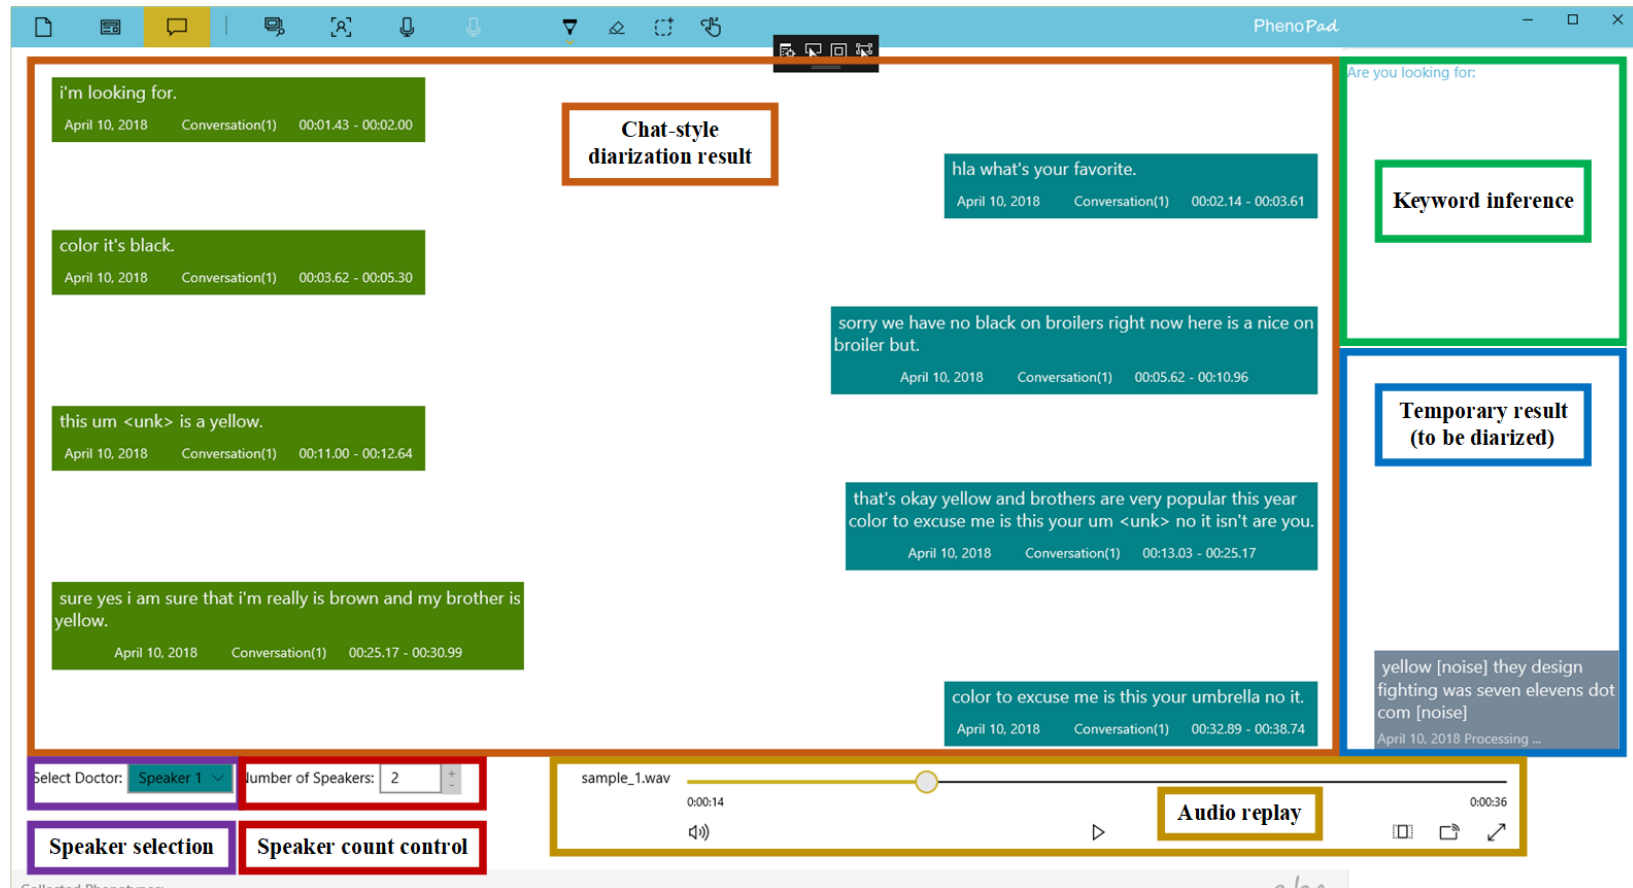 PhenoPad
i'm looking for.
April 10, 2018 Conversation(1) 00:01.43 - 00:02.00
Chat-style
diarization result
hla what's your favorite.
April 10, 2018 Conversation(1) 00:02.14 - 00:03.61
color it's black.
April 10, 2018 Conversation(1) 00:03.62 - 00:05.30
sorry we have no black on broilers right now here is a nice on
broiler but.
April 10, 2018 Conversation(1) 00:05.62 - 00:10.96
this um <unk> is a yellow.
April 10, 2018 Conversation(1) 00:11.00 - 00:12.64
that's okay yellow and brothers are very popular this year
color to excuse me is this your um <unk> no it isn't are you.
April 10, 2018 Conversation(1) 00:13.03 - 00:25.17
sure yes i am sure that i'm really is brown and my brother is
yellow.
April 10, 2018 Conversation(1) 00:25.17 - 00:30.99
color to excuse me is this your umbrella no it.
April 10, 2018 Conversation(1) 00:32.89 - 00:38.74
Are you looking for:
Keyword inference
Temporary result
(to be diarized)
yellow [noise] they design
fighting was seven elevens dot
com [noise]
April 10, 2018 Processing ...
Select Doctor: Speaker 1
Number of Speakers: 2
Speaker selection
Speaker count control
sample_1.wav
0:00:14
0:00:36
Audio replay